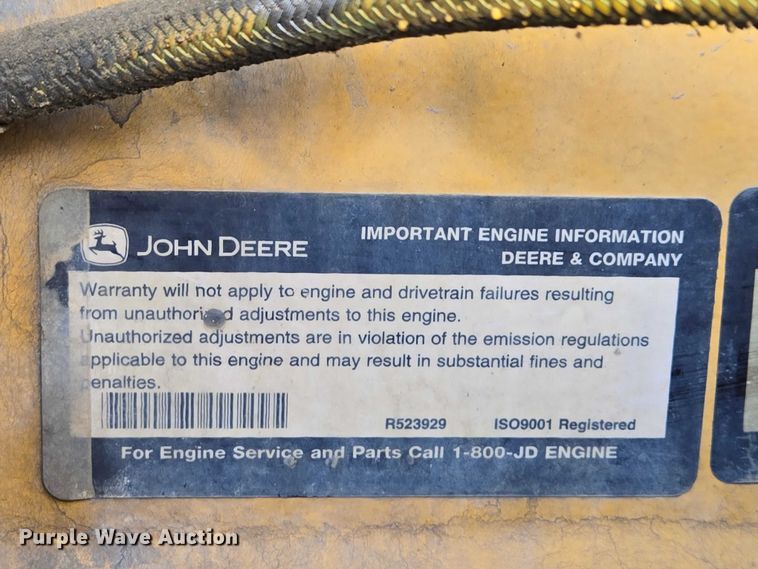 JOHN DEERE
IMPORTANT ENGINE INFORMATION
DEERE & COMPANY
Warranty will not apply to engine and drivetrain failures resulting
from unauthorized adjustments to this engine.
Unauthorized adjustments are in violation of the emission regulations
applicable to this engine and may result in substantial fines and
penalties.
R523929 ISO9001 Registered
For Engine Service and Parts Call 1-800-JD ENGINE
Purple Wave Auction